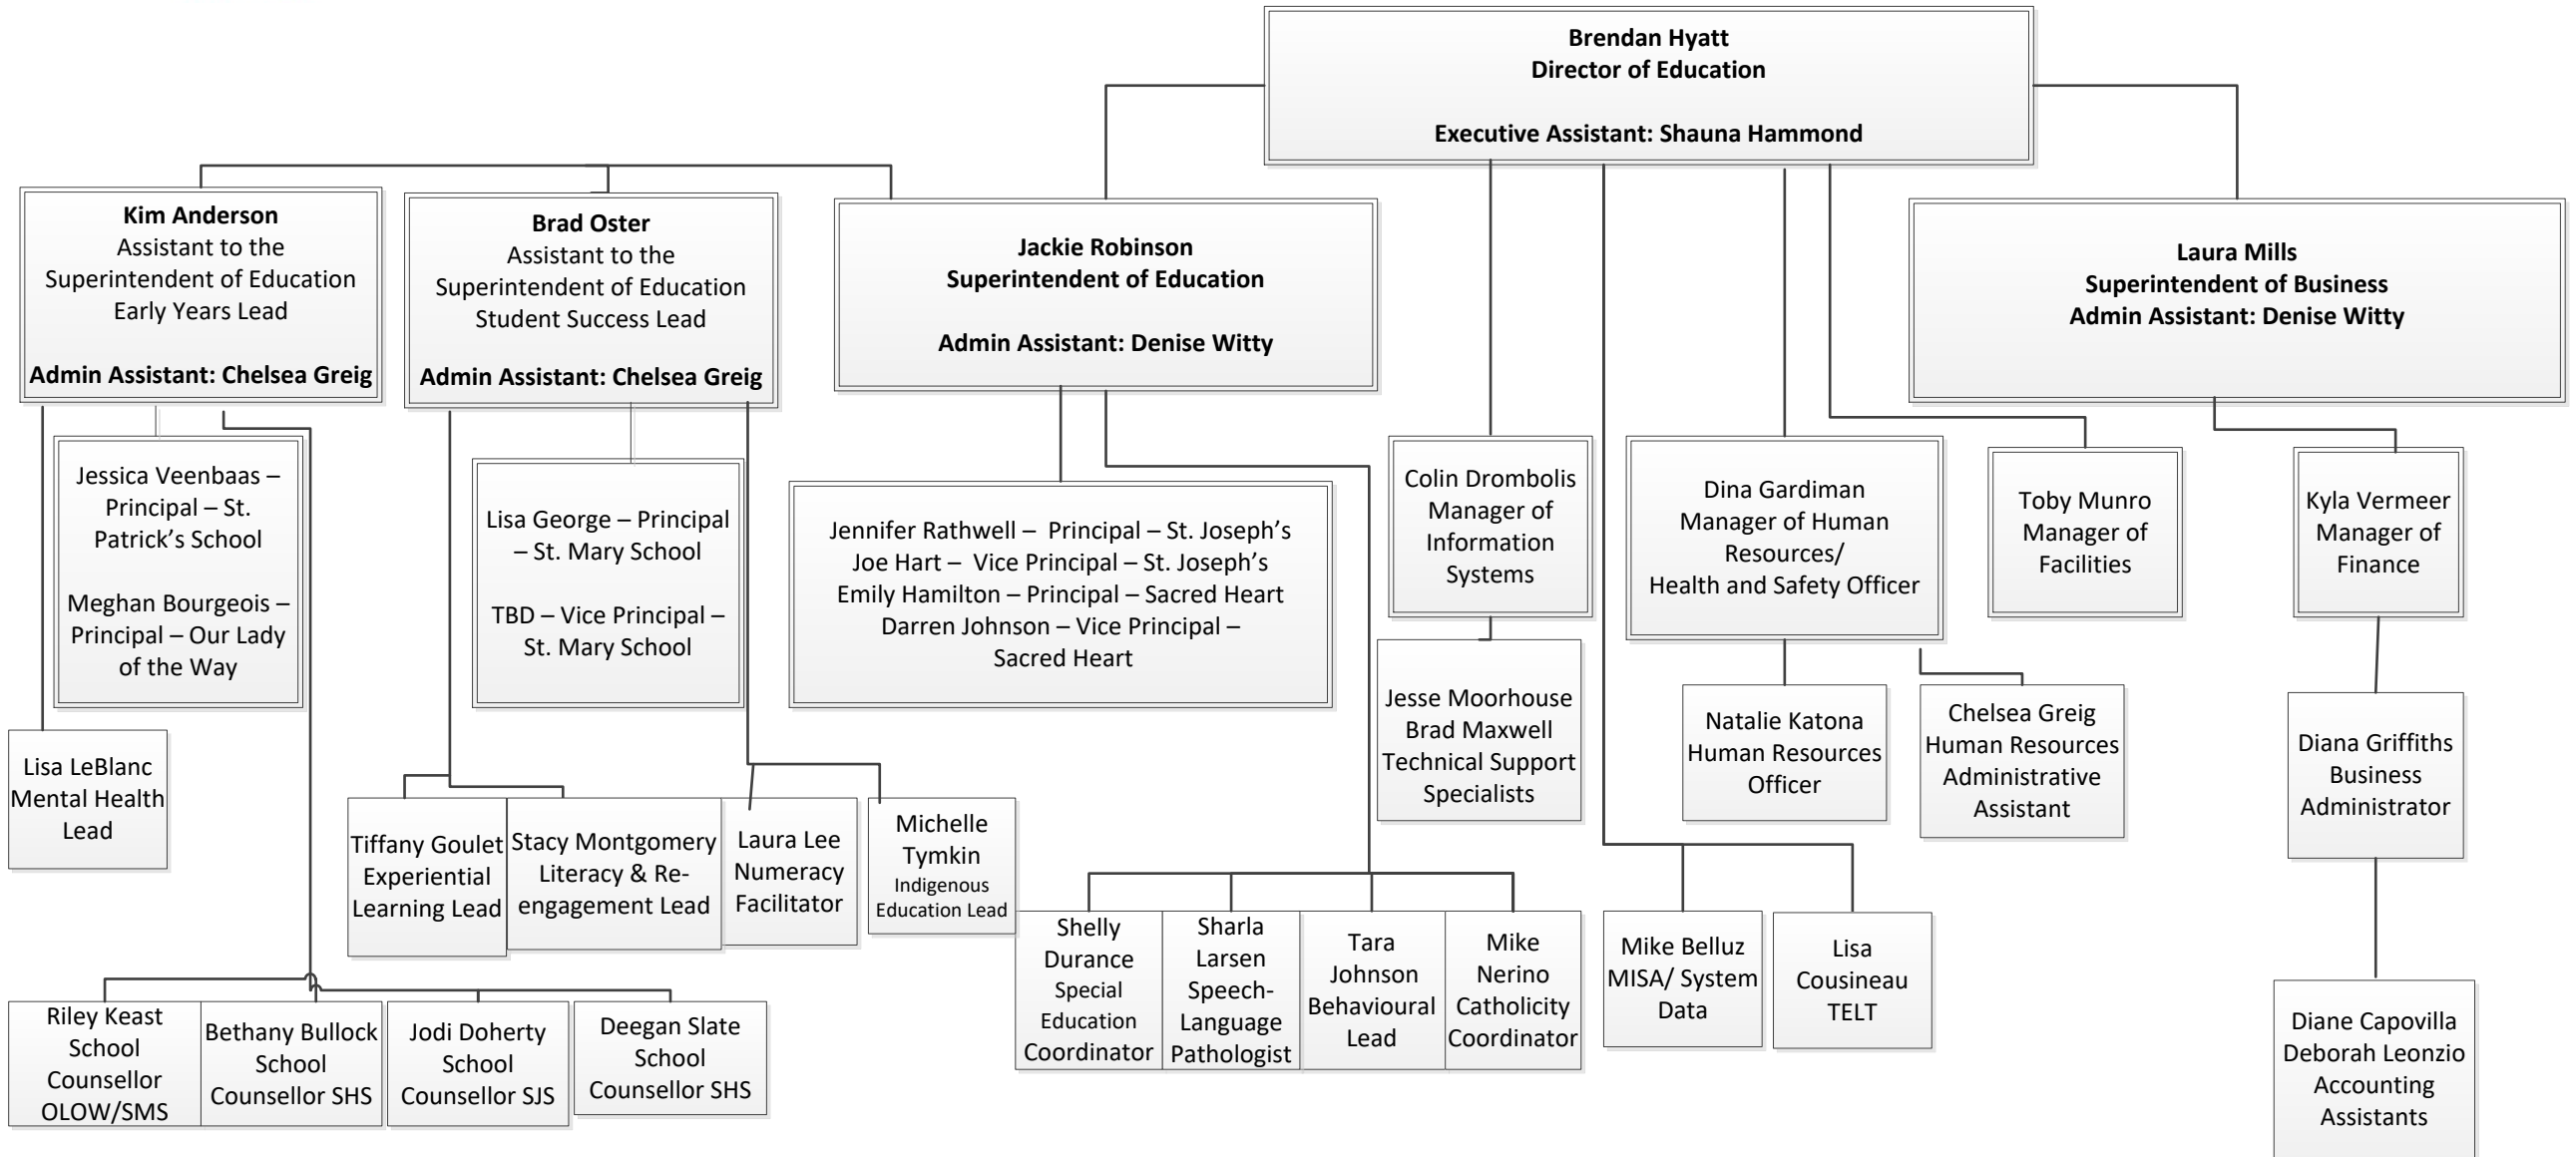 Brendan Hyatt
Director of Education
Executive Assistant: Shauna Hammond
Kim Anderson
Assistant to the
Superintendent of Education
Early Years Lead
Admin Assistant: Chelsea Greig
Brad Oster
Assistant to the
Superintendent of Education
Student Success Lead
Admin Assistant: Chelsea Greig
Jackie Robinson
Superintendent of Education
Admin Assistant: Denise Witty
Laura Mills
Superintendent of Business
Admin Assistant: Denise Witty
Jessica Veenbaas –
Principal – St.
Patrick’s School
Meghan Bourgeois –
Principal – Our Lady
of the Way
Lisa George – Principal
– St. Mary School
TBD – Vice Principal –
St. Mary School
Jennifer Rathwell – Principal – St. Joseph’s
Joe Hart – Vice Principal – St. Joseph’s
Emily Hamilton – Principal – Sacred Heart
Darren Johnson – Vice Principal –
Sacred Heart
Colin Drombolis
Manager of
Information
Systems
Dina Gardiman
Manager of Human
Resources/
Health and Safety Officer
Toby Munro
Manager of
Facilities
Kyla Vermeer
Manager of
Finance
Jesse Moorhouse
Brad Maxwell
Technical Support
Specialists
Natalie Katona
Human Resources
Officer
Chelsea Greig
Human Resources
Administrative
Assistant
Diana Griffiths
Business
Administrator
Lisa LeBlanc
Mental Health
Lead
Tiffany Goulet
Experiential
Learning Lead
Stacy Montgomery
Literacy & Re-
engagement Lead
Laura Lee
Numeracy
Facilitator
Michelle
Tymkin
Indigenous
Education Lead
Shelly
Durance
Special
Education
Coordinator
Sharla
Larsen
Speech-
Language
Pathologist
Tara
Johnson
Behavioural
Lead
Mike
Nerino
Catholicity
Coordinator
Mike Belluz
MISA/ System
Data
Lisa
Cousineau
TELT
Riley Keast
School
Counsellor
OLOW/SMS
Bethany Bullock
School
Counsellor SHS
Jodi Doherty
School
Counsellor SJS
Deegan Slate
School
Counsellor SHS
Diane Capovilla
Deborah Leonzio
Accounting
Assistants